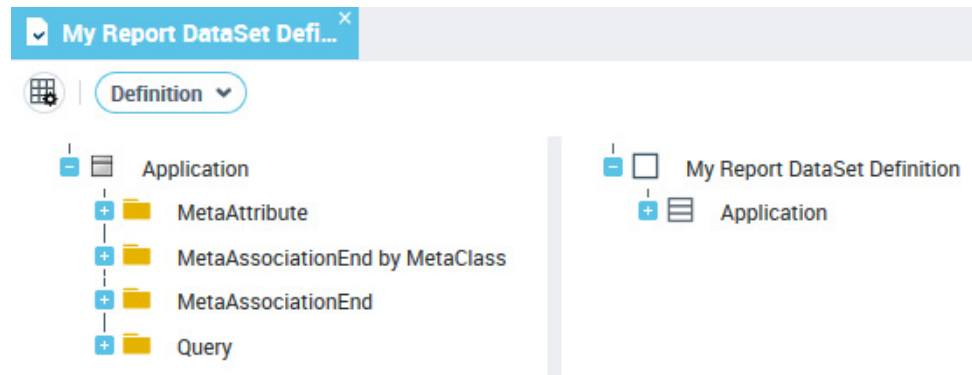 My Report DataSet Defi...
Definition
Application
MetaAttribute
MetaAssociationEnd by MetaClass
MetaAssociationEnd
Query
My Report DataSet Definition
Application